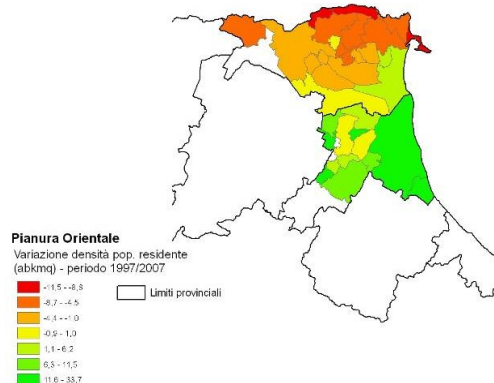 Pianura Orientale
Variazione densità pop. residente
(abkmq) - periodo 1997/2007
-11,5 - -8,8
-8,7 - -4,5
-4,4 - -1,0
-0,9 - 1,0
1,1 - 6,2
6,3 - 11,5
11,6 - 33,7
Limiti provinciali